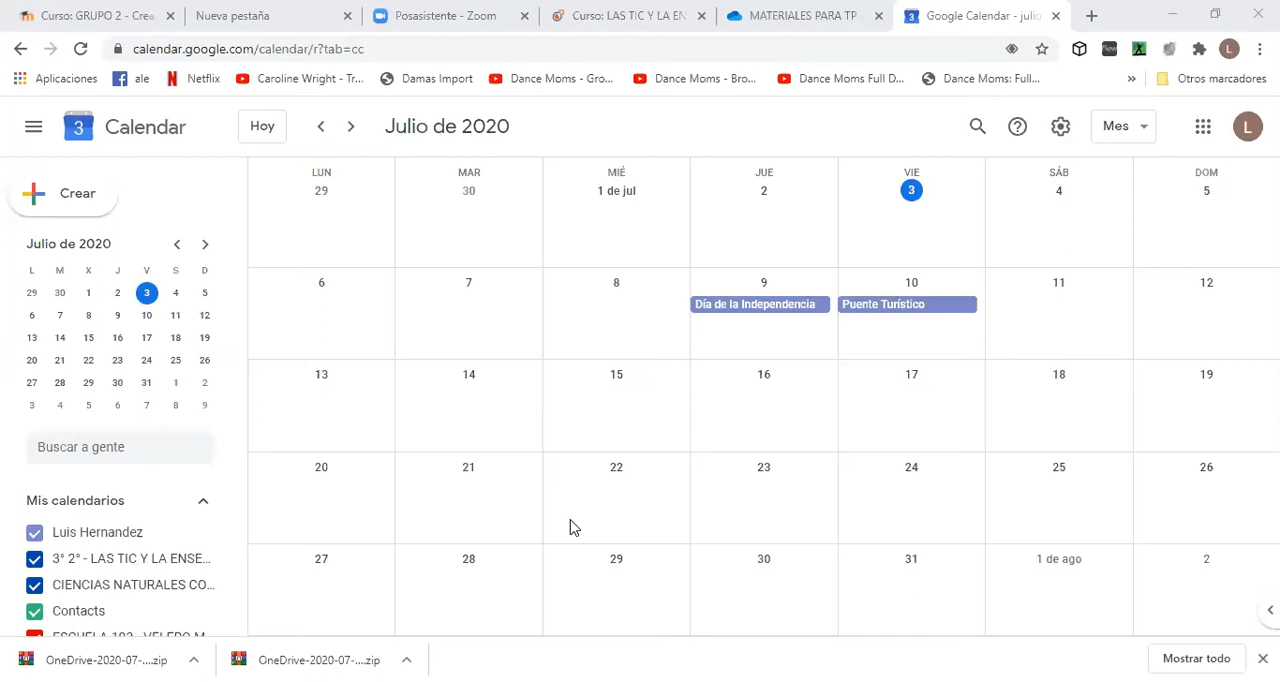 Curso: GRUPO 2 - Crea
Nueva pestaña
Posasistente - Zoom
Curso: LAS TIC Y LA EN
MATERIALES PARA TP
Google Calendar - julio
calendar.google.com/calendar/r?tab=cc
L
Aplicaciones
ale
Netflix
Caroline Wright - Tr...
Damas Import
Dance Moms - Gro...
Dance Moms - Bro...
Dance Moms Full D...
Dance Moms: Full...
»
Otros marcadores
3
Calendar
Hoy
Julio de 2020
Mes
L
Crear
LUN MAR MIÉ JUE VIE SÁB DOM
29 30 1 de jul 2 3 4 5
Julio de 2020
L M X J V S D
29 30 1 2 3 4 5
6 7 8 9 10 11 12
13 14 15 16 17 18 19
20 21 22 23 24 25 26
27 28 29 30 31 1 2
3 4 5 6 7 8 9
6 7 8 9 10 11 12
Día de la Independencia
Puente Turístico
13 14 15 16 17 18 19
20 21 22 23 24 25 26
27 28 29 30 31 1 de ago 2
Buscar a gente
Mis calendarios
Luis Hernandez
3° 2° - LAS TIC Y LA ENSE...
CIENCIAS NATURALES CO...
Contacts
OneDrive-2020-07-....zip
OneDrive-2020-07-....zip
Mostrar todo